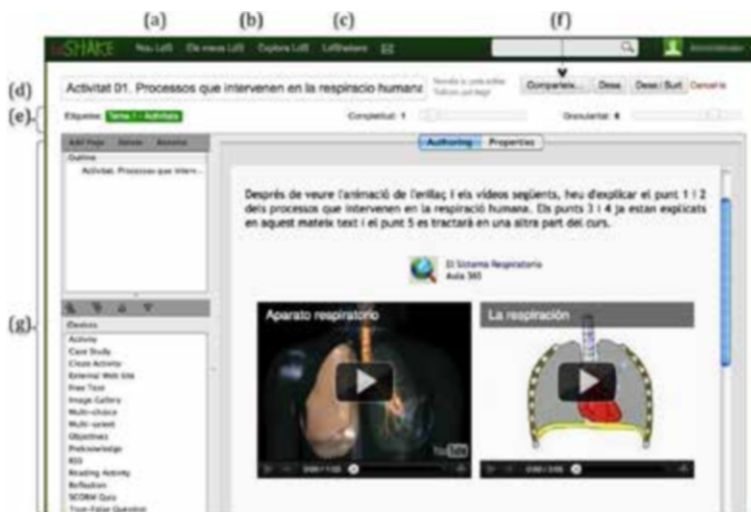 (a) (b) (c) (f)
SHAKE Nou LdS Els meus LdS Explora LdS LdShakers
(d) Activitat 01. Processos que intervenen en la respiracio humana Comparteix... Desa Desa i Surt Cancel·la
(e) Etiquetes: Tema 1 - Activitats Completitud: 1 Granularitat: 6
Add Page Delete Rename
Authoring Properties
Outline
Activitat. Processos que interv...
Després de veure l'animació de l'enllaç i els vídeos següents, heu d'explicar el punt 1 i 2
dels processos que intervenen en la respiració humana. Els punts 3 i 4 ja estan explicats
en aquest mateix text i el punt 5 es tractarà en una altra part del curs.
El Sistema Respiratorio
Aula 365
(g)
iDevices
Activity
Case Study
Cloze Activity
External Web Site
Free Text
Image Gallery
Multi-choice
Multi-select
Objectives
Preknowledge
RSS
Reading Activity
Reflection
SCORM Quiz
True-False Question
Aparato respiratorio
La respiración
YouTube